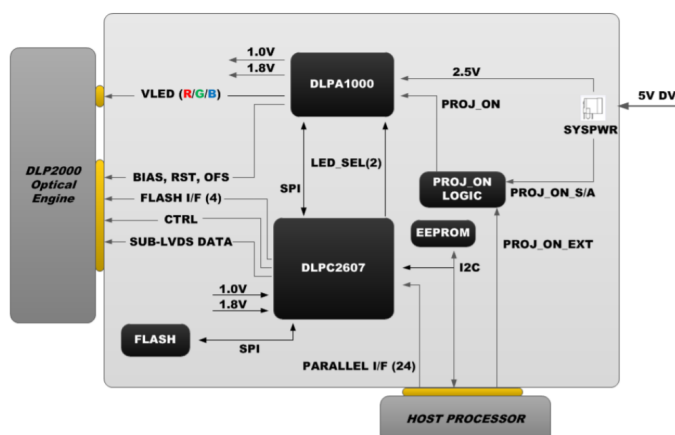 1.0V
1.8V
DLPA1000
2.5V
VLED (R/G/B)
PROJ_ON
5V DV
SYSPWR
DLP2000
Optical
Engine
LED_SEL(2)
BIAS, RST, OFS
SPI
PROJ_ON
LOGIC
PROJ_ON_S/A
FLASH I/F (4)
CTRL
EEPROM
SUB-LVDS DATA
PROJ_ON_EXT
DLPC2607
I2C
1.0V
1.8V
FLASH
SPI
PARALLEL I/F (24)
HOST PROCESSOR